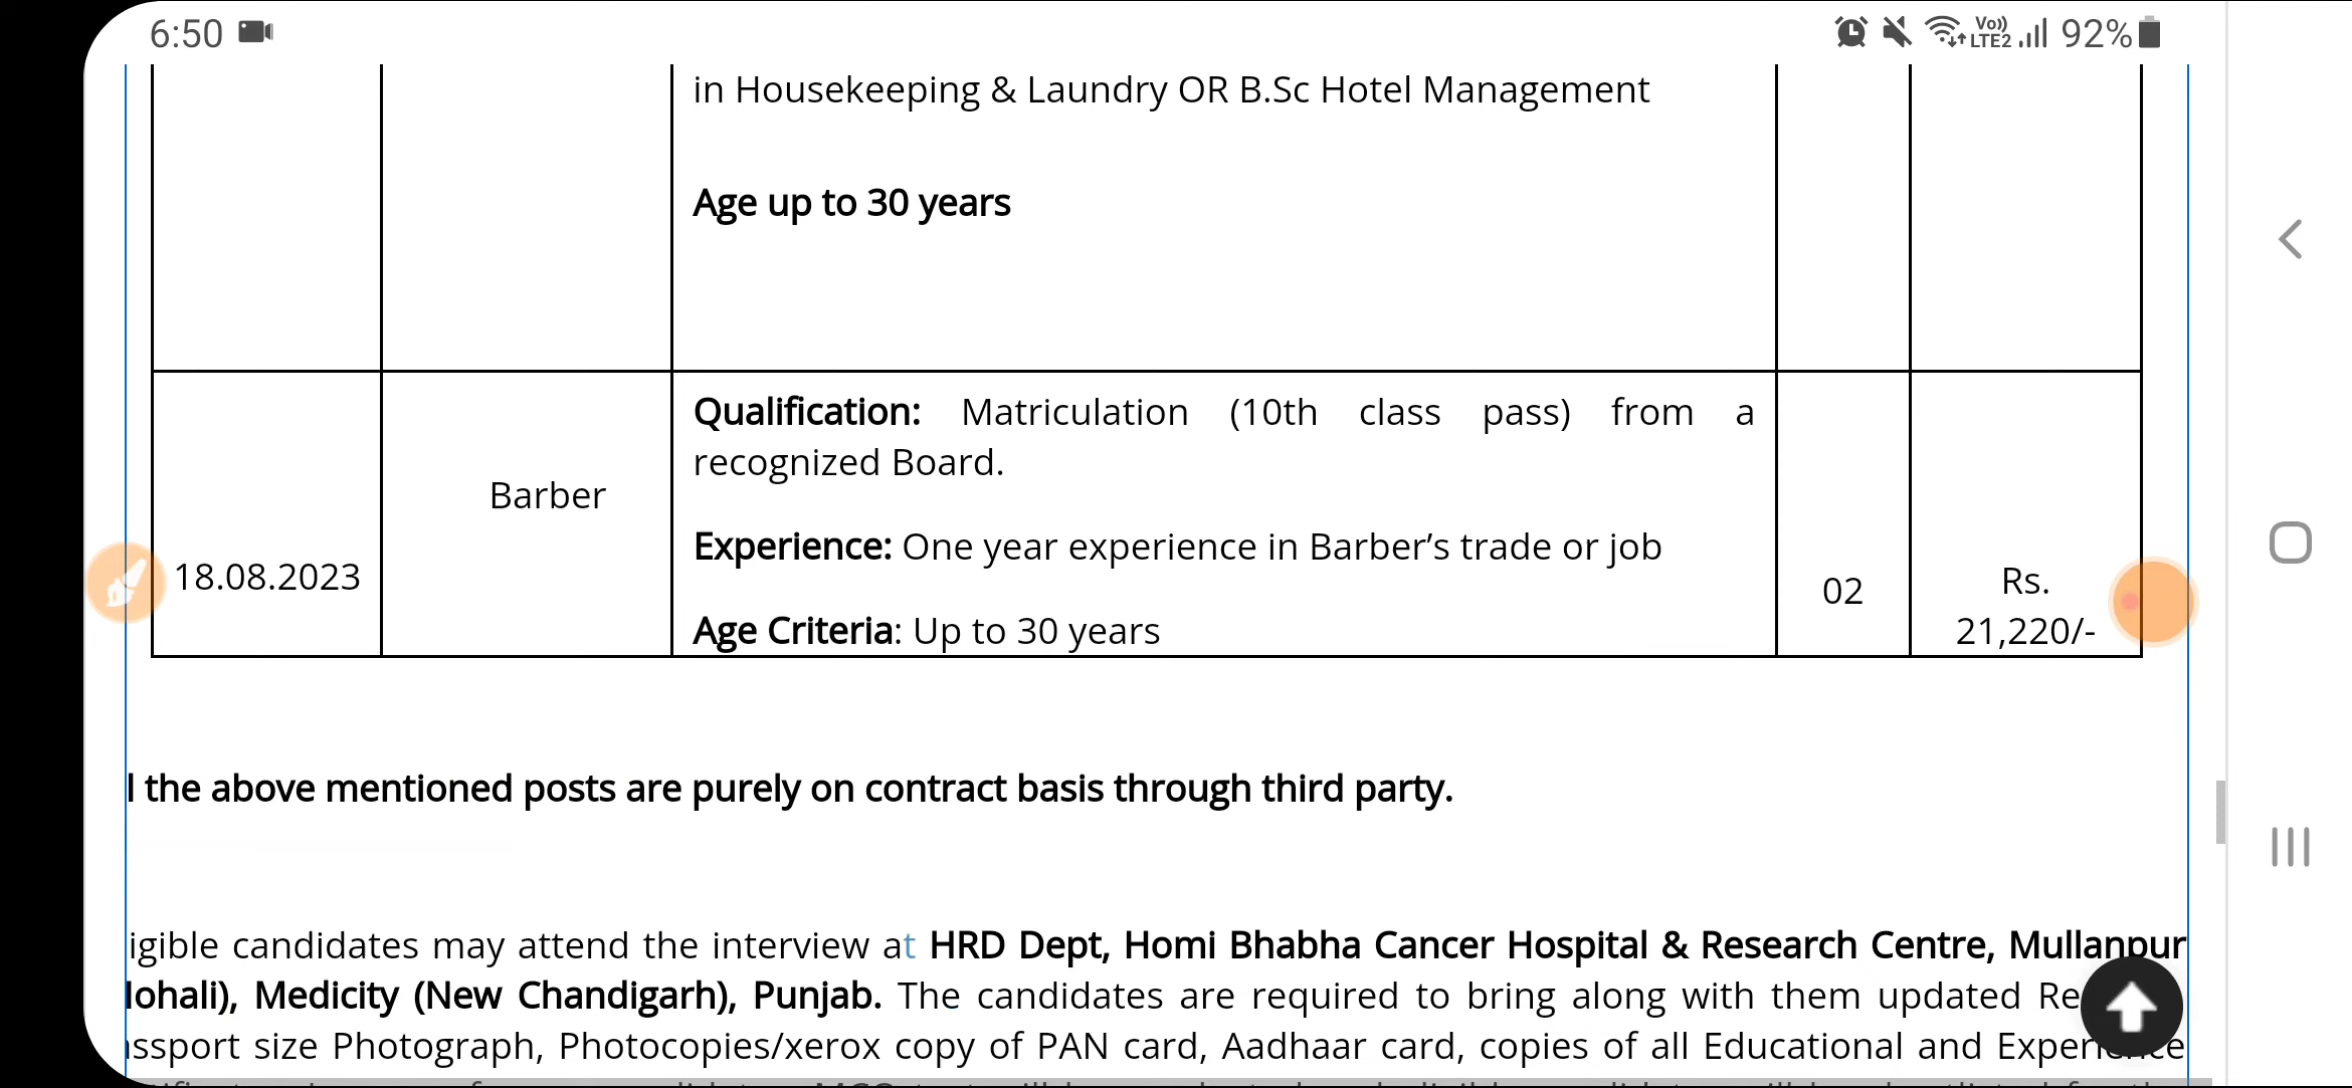 6:50
Vo)) LTE2 92%
in Housekeeping & Laundry OR B.Sc Hotel Management
Age up to 30 years
Qualification: Matriculation (10th class pass) from a
recognized Board.
Barber
Experience: One year experience in Barber’s trade or job
18.08.2023
02
Rs.
21,220/-
Age Criteria: Up to 30 years
l the above mentioned posts are purely on contract basis through third party.
igible candidates may attend the interview at HRD Dept, Homi Bhabha Cancer Hospital & Research Centre, Mullanpur
ohali), Medicity (New Chandigarh), Punjab. The candidates are required to bring along with them updated Re
ssport size Photograph, Photocopies/xerox copy of PAN card, Aadhaar card, copies of all Educational and Experience